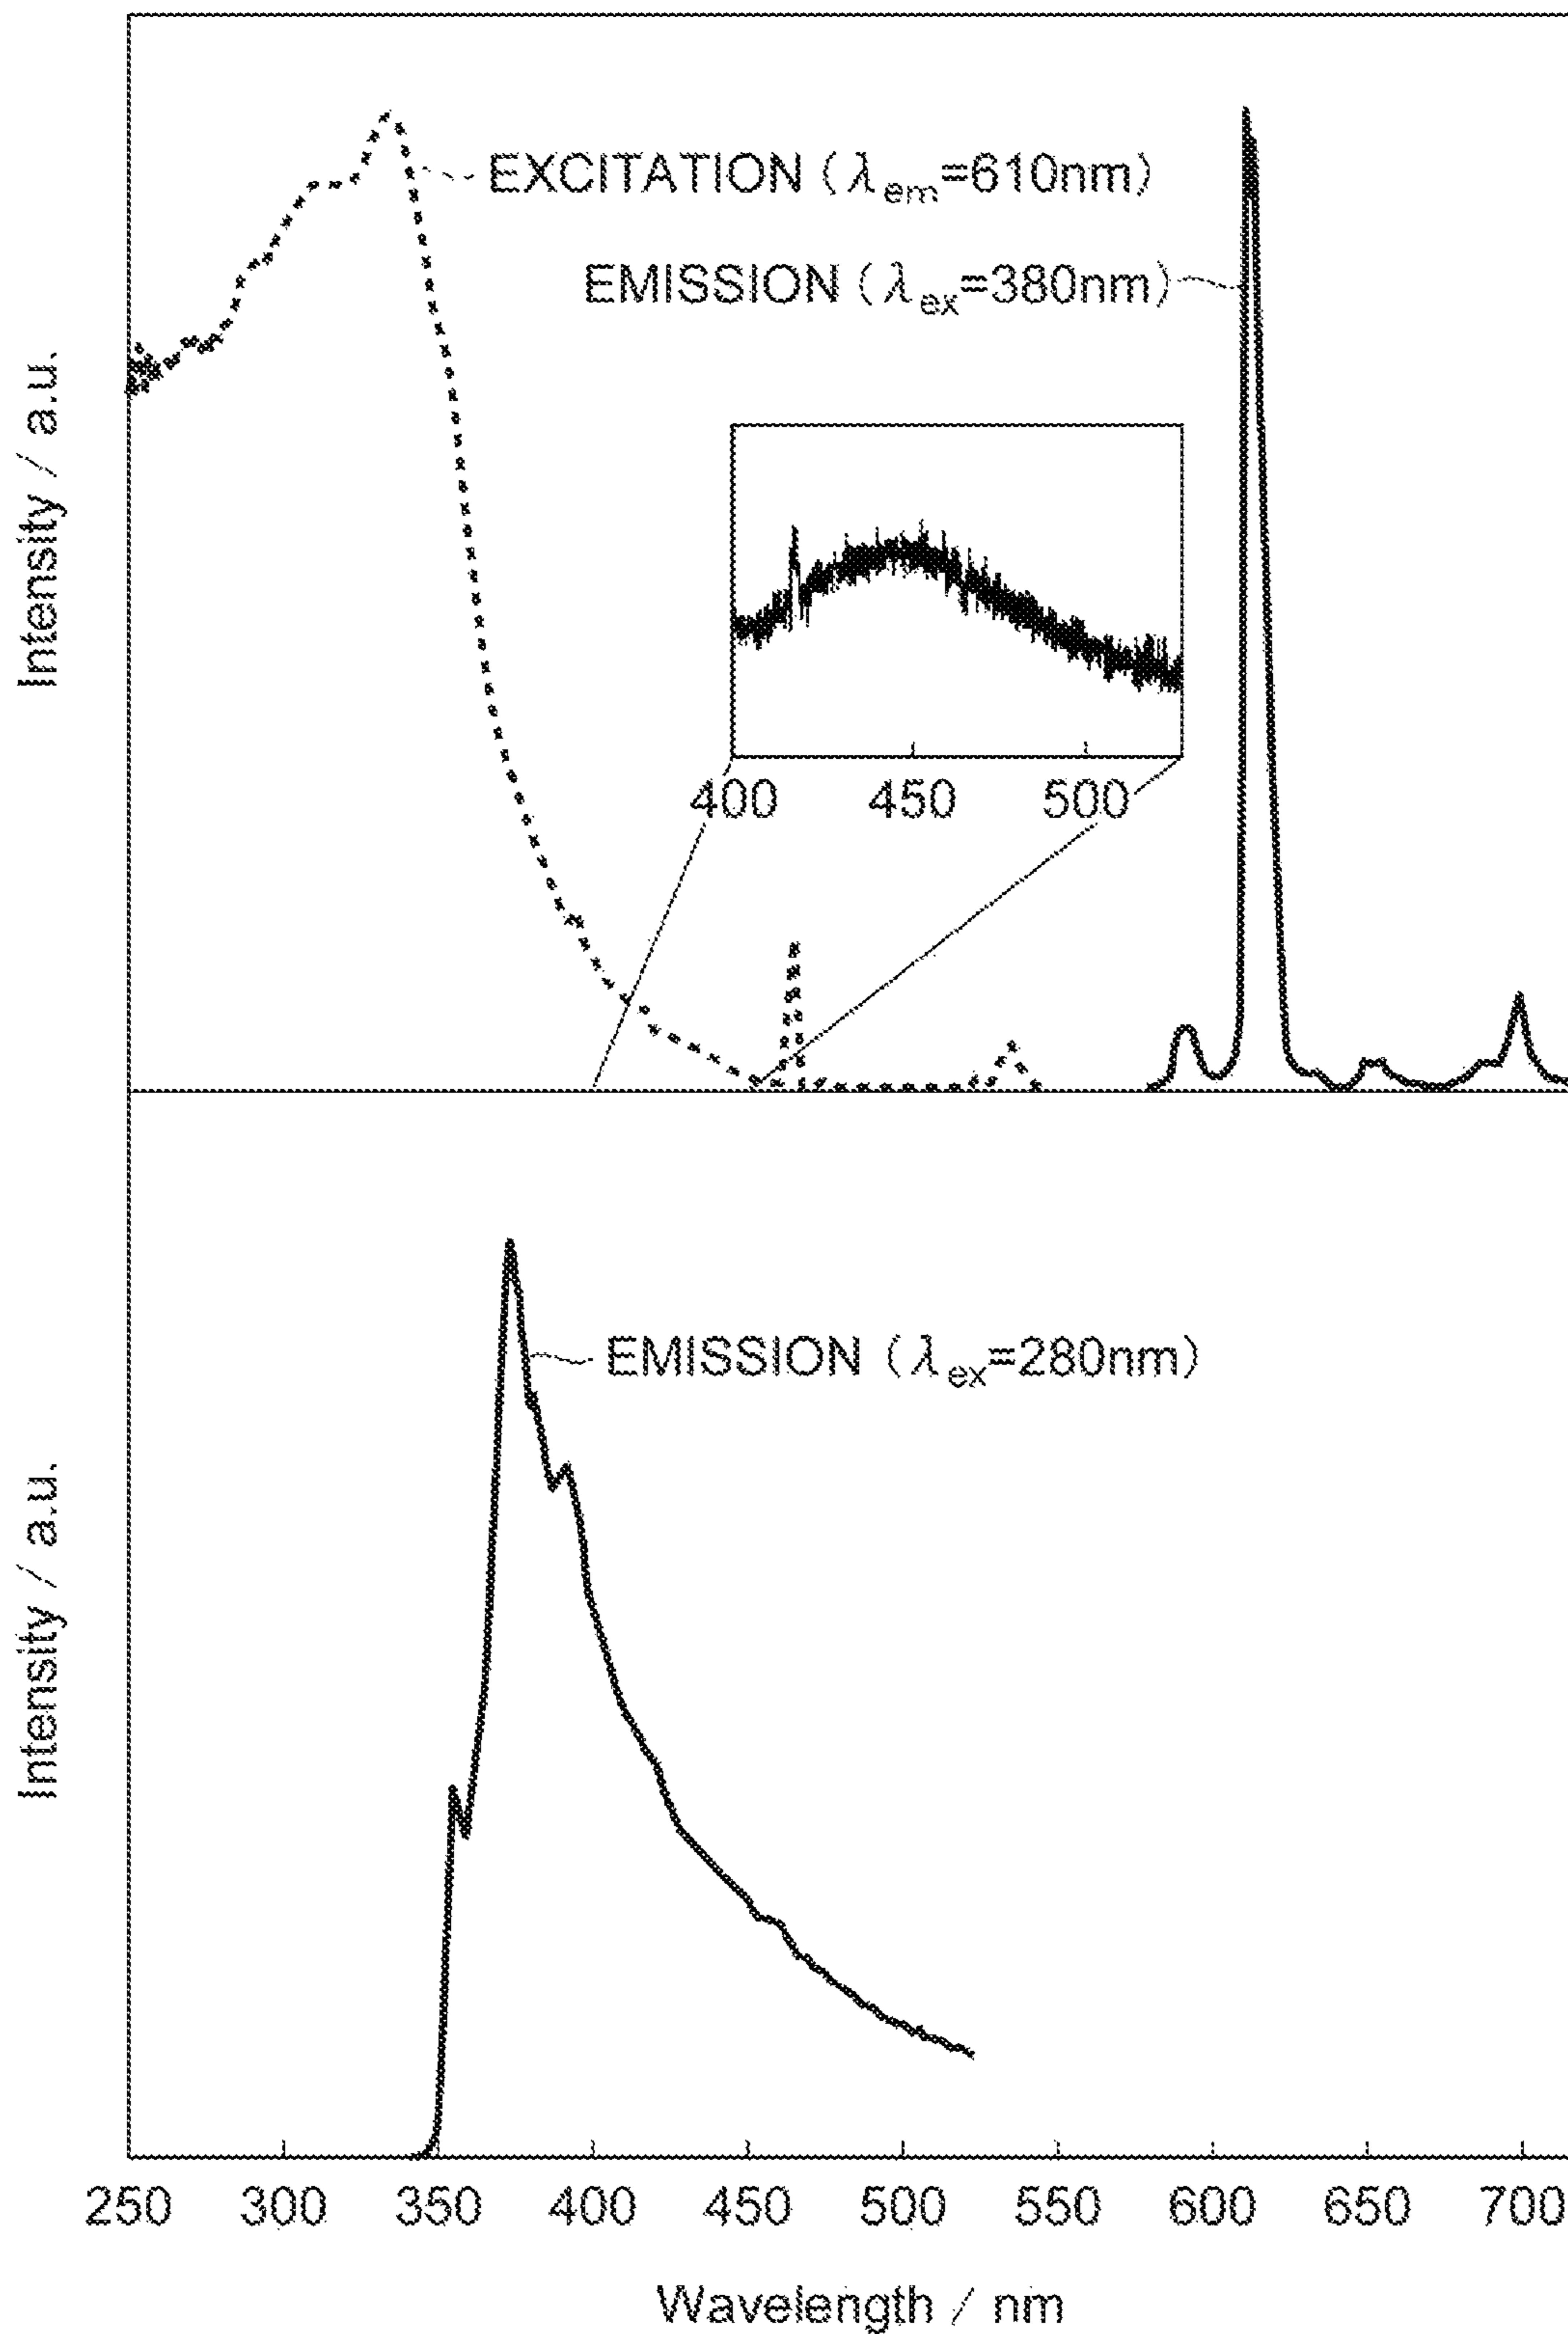 Intensity / a.u.
EXCITATION (λem=610nm)
EMISSION (λex=380nm)
400 450 500
Intensity / a.u.
EMISSION (λex=280nm)
250 300 350 400 450 500 550 600 650 700
Wavelength / nm